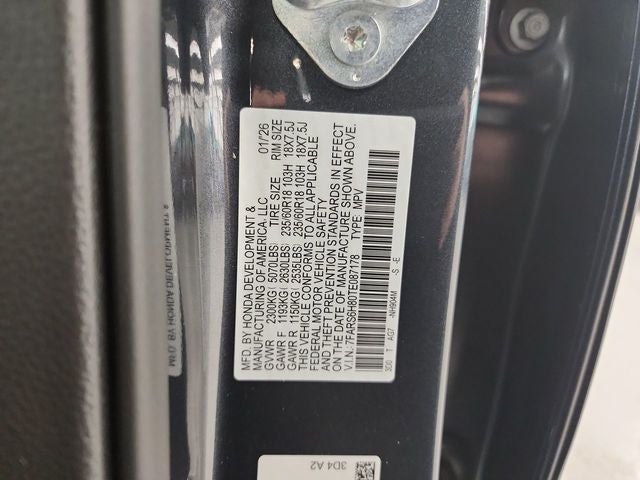 MFD. BY HONDA DEVELOPMENT &
MANUFACTURING OF AMERICA, LLC 01/26
GVWR 2300KG( 5070LBS) TIRE SIZE RIM SIZE
GAWR F 1193KG( 2630LBS) 235/60R18 103H 18X7.5J
GAWR R 1150KG( 2535LBS) 235/60R18 103H 18X7.5J
THIS VEHICLE CONFORMS TO ALL APPLICABLE
FEDERAL MOTOR VEHICLE SAFETY
AND THEFT PREVENTION STANDARDS IN EFFECT
ON THE DATE OF MANUFACTURE SHOWN ABOVE.
V.I.N.:7FARS6H80TE087178 TYPE: MPV
3D0 T AG7 -NH904M -S -E
3D4 A2